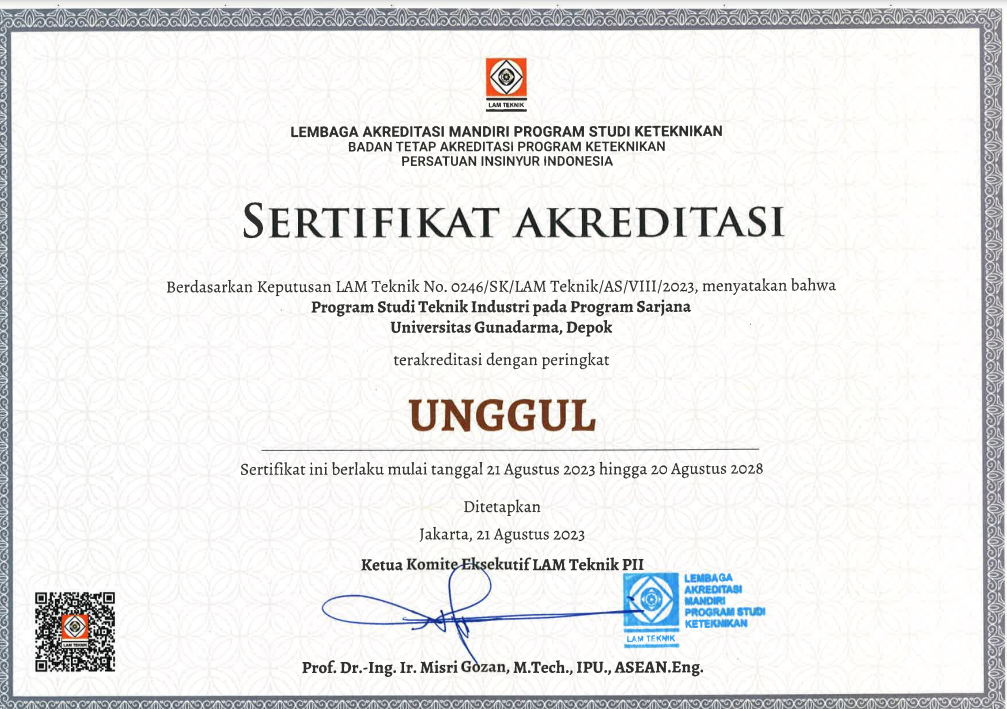 LAM TEKNIK
LEMBAGA AKREDITASI MANDIRI PROGRAM STUDI KETEKNIKAN
BADAN TETAP AKREDITASI PROGRAM KETEKNIKAN
PERSATUAN INSINYUR INDONESIA
SERTIFIKAT AKREDITASI
Berdasarkan Keputusan LAM Teknik No. 0246/SK/LAM Teknik/AS/VIII/2023, menyatakan bahwa
Program Studi Teknik Industri pada Program Sarjana
Universitas Gunadarma, Depok
terakreditasi dengan peringkat
UNGGUL
Sertifikat ini berlaku mulai tanggal 21 Agustus 2023 hingga 20 Agustus 2028
Ditetapkan
Jakarta, 21 Agustus 2023
Ketua Komite Eksekutif LAM Teknik PII
LEMBAGA
AKREDITASI
MANDIRI
PROGRAM STUDI
KETEKNIKAN
LAM TEKNIK
LAM TEKNIK
Prof. Dr.-Ing. Ir. Misri Gozan, M.Tech., IPU., ASEAN.Eng.